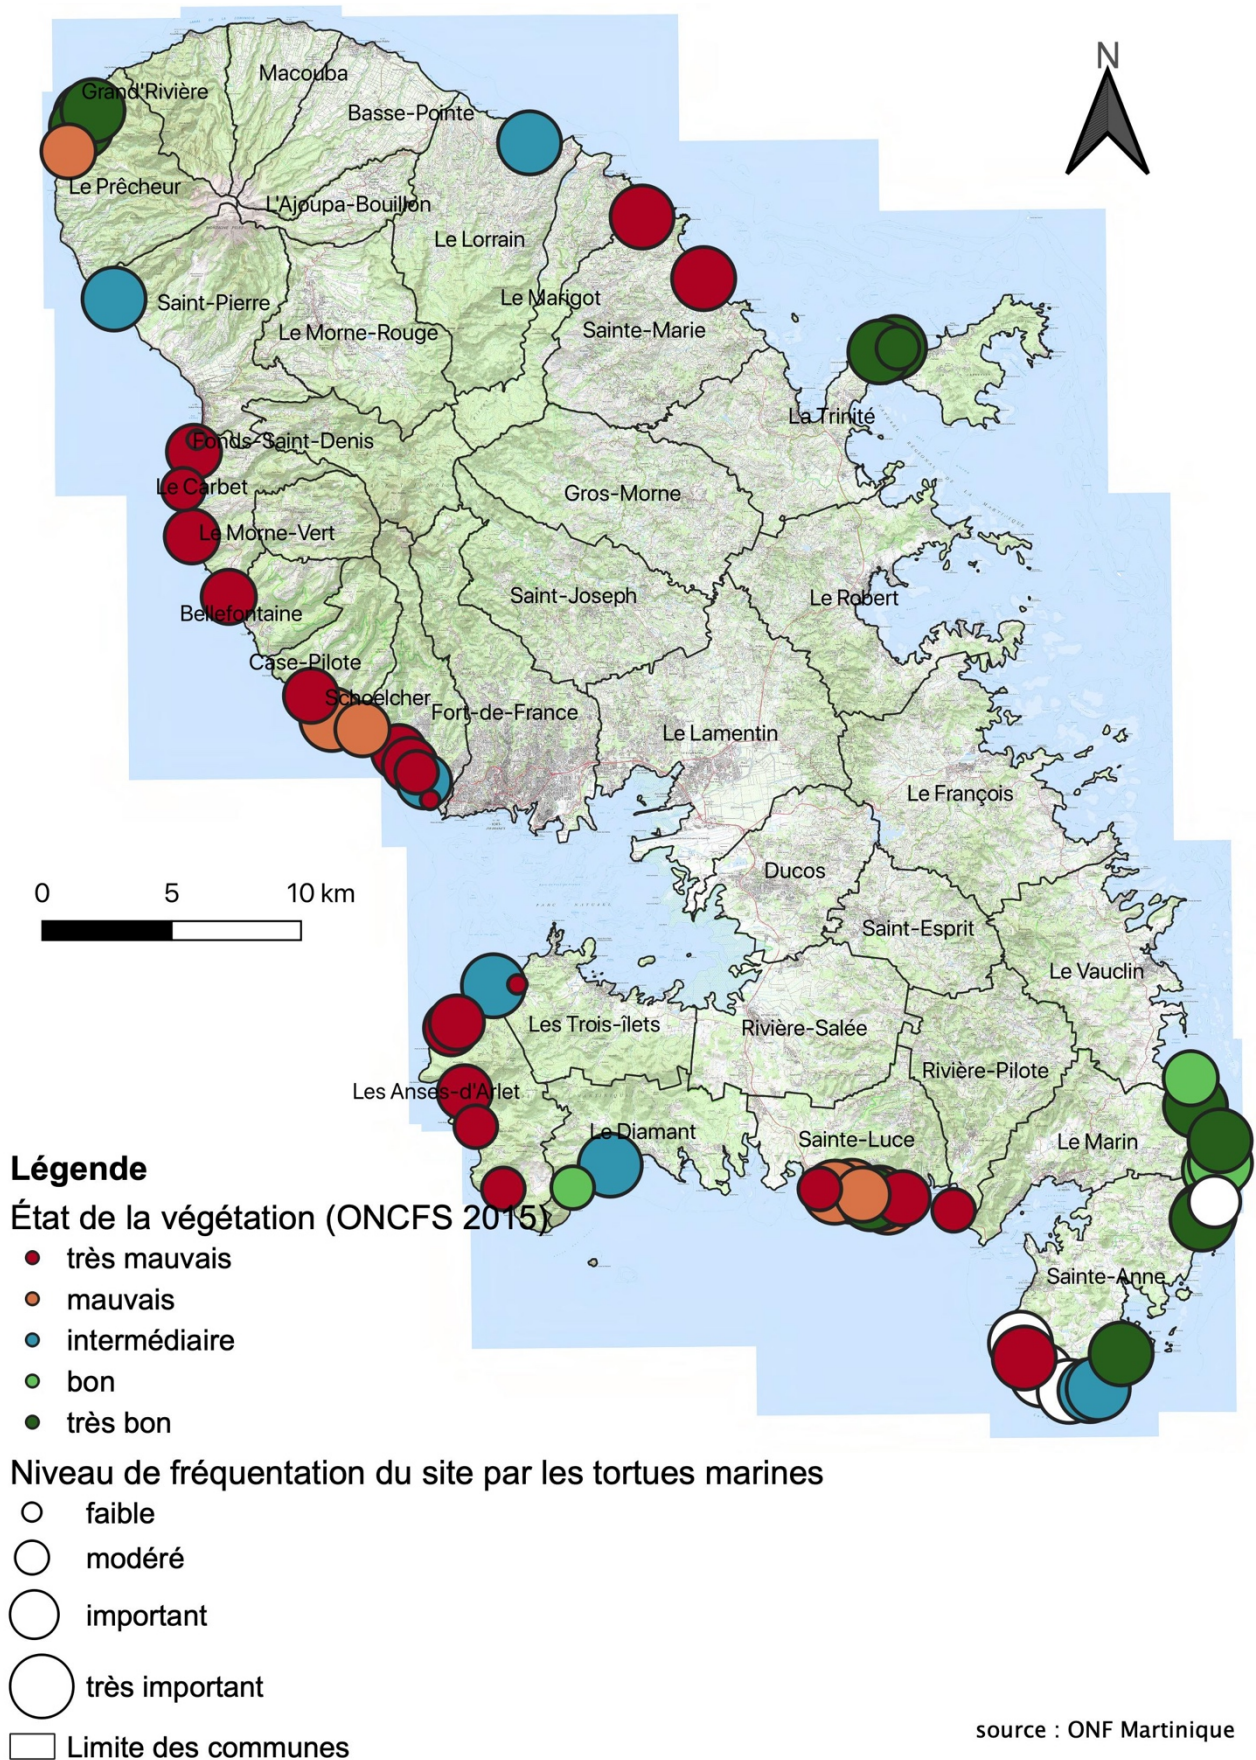 N
Macouba
Grand'Rivière
Basse-Pointe
Le Prêcheur
L'Ajoupa-Bouillon
Le Lorrain
Le Marigot
Saint-Pierre
Le Morne-Rouge
Sainte-Marie
La Trinité
Fonds-Saint-Denis
Le Carbet
Gros-Morne
Le Morne-Vert
Saint-Joseph
Le Robert
Bellefontaine
Case-Pilote
Schoelcher
Fort-de-France
Le Lamentin
Le François
Ducos
0 5 10 km
Saint-Esprit
Le Vauclin
Les Trois-îlets
Rivière-Salée
Rivière-Pilote
Les Anses-d'Arlet
Le Diamant
Sainte-Luce
Le Marin
Sainte-Anne
Légende
État de la végétation (ONCFS 2015)
très mauvais
mauvais
intermédiaire
bon
très bon
Niveau de fréquentation du site par les tortues marines
faible
modéré
important
très important
Limite des communes
source : ONF Martinique